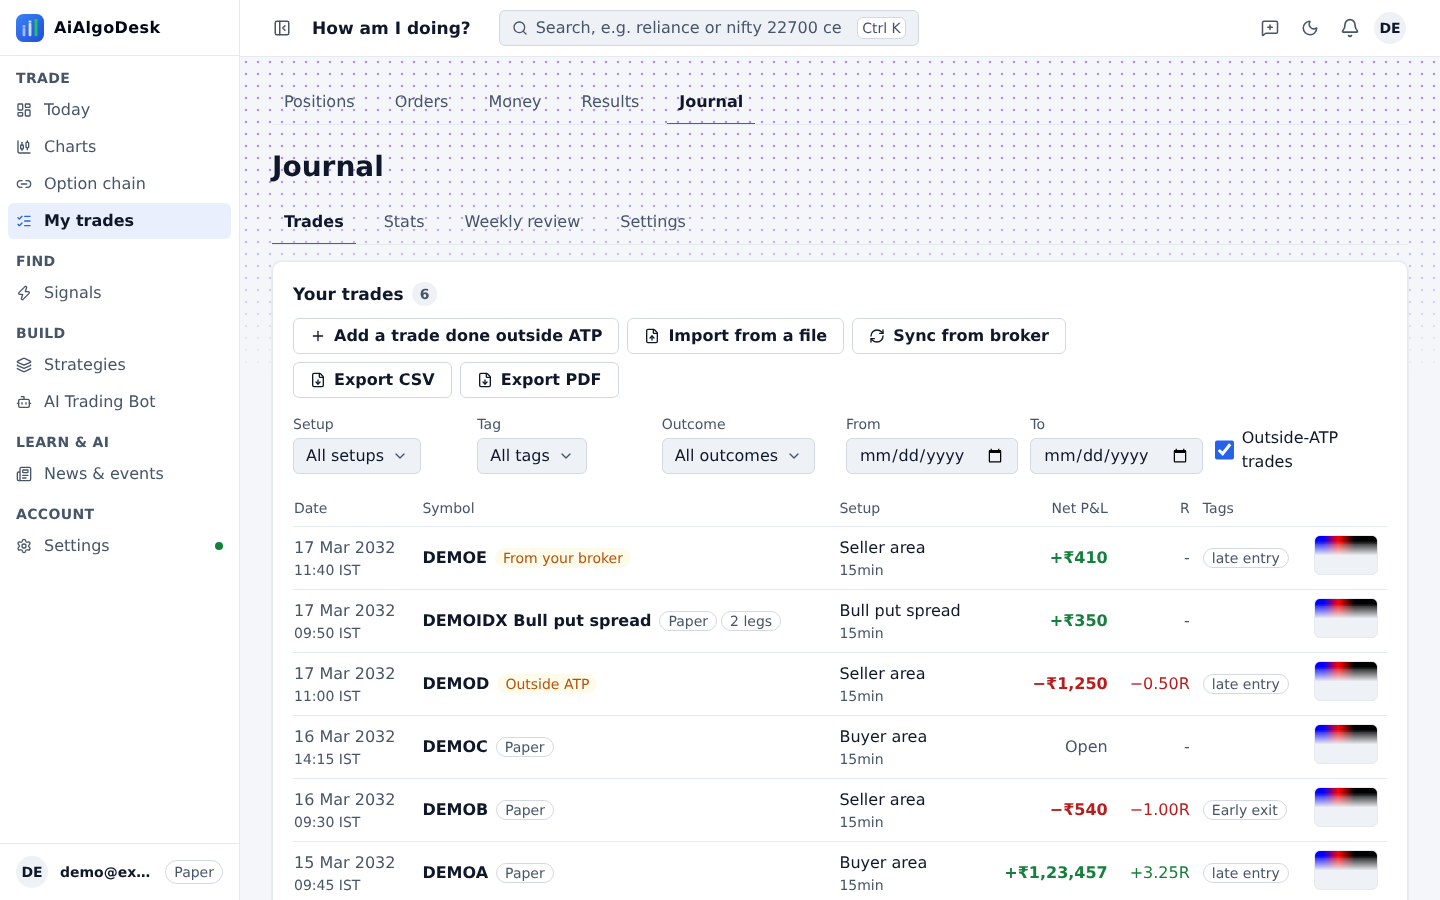 AiAlgoDesk
How am I doing?
Search, e.g. reliance or nifty 22700 ce
Ctrl K
DE
TRADE
Today
Charts
Option chain
My trades
FIND
Signals
BUILD
Strategies
AI Trading Bot
LEARN & AI
News & events
ACCOUNT
Settings
DE demo@ex... Paper
Positions Orders Money Results Journal
Journal
Trades Stats Weekly review Settings
Your trades 6
Add a trade done outside ATP Import from a file Sync from broker
Export CSV Export PDF
Setup Tag Outcome From To
All setups All tags All outcomes mm/dd/yyyy mm/dd/yyyy Outside-ATP
trades
Date Symbol Setup Net P&L R Tags
17 Mar 2032 DEMOE From your broker Seller area +₹410 - late entry
11:40 IST 15min
17 Mar 2032 DEMOIDX Bull put spread Paper 2 legs Bull put spread +₹350 -
09:50 IST 15min
17 Mar 2032 DEMOD Outside ATP Seller area −₹1,250 −0.50R late entry
11:00 IST 15min
16 Mar 2032 DEMOC Paper Buyer area Open -
14:15 IST 15min
16 Mar 2032 DEMOB Paper Seller area −₹540 −1.00R Early exit
09:30 IST 15min
15 Mar 2032 DEMOA Paper Buyer area +₹1,23,457 +3.25R late entry
09:45 IST 15min